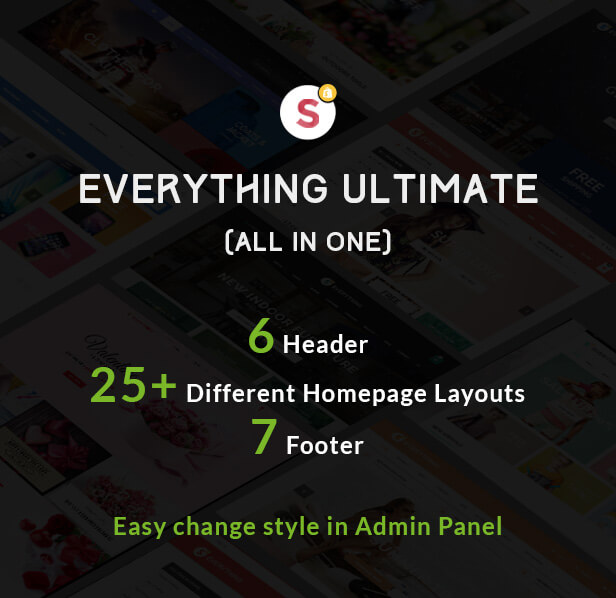 S
EVERYTHING ULTIMATE
(ALL IN ONE)
6 Header
25+ Different Homepage Layouts
7 Footer
Easy change style in Admin Panel
FREE